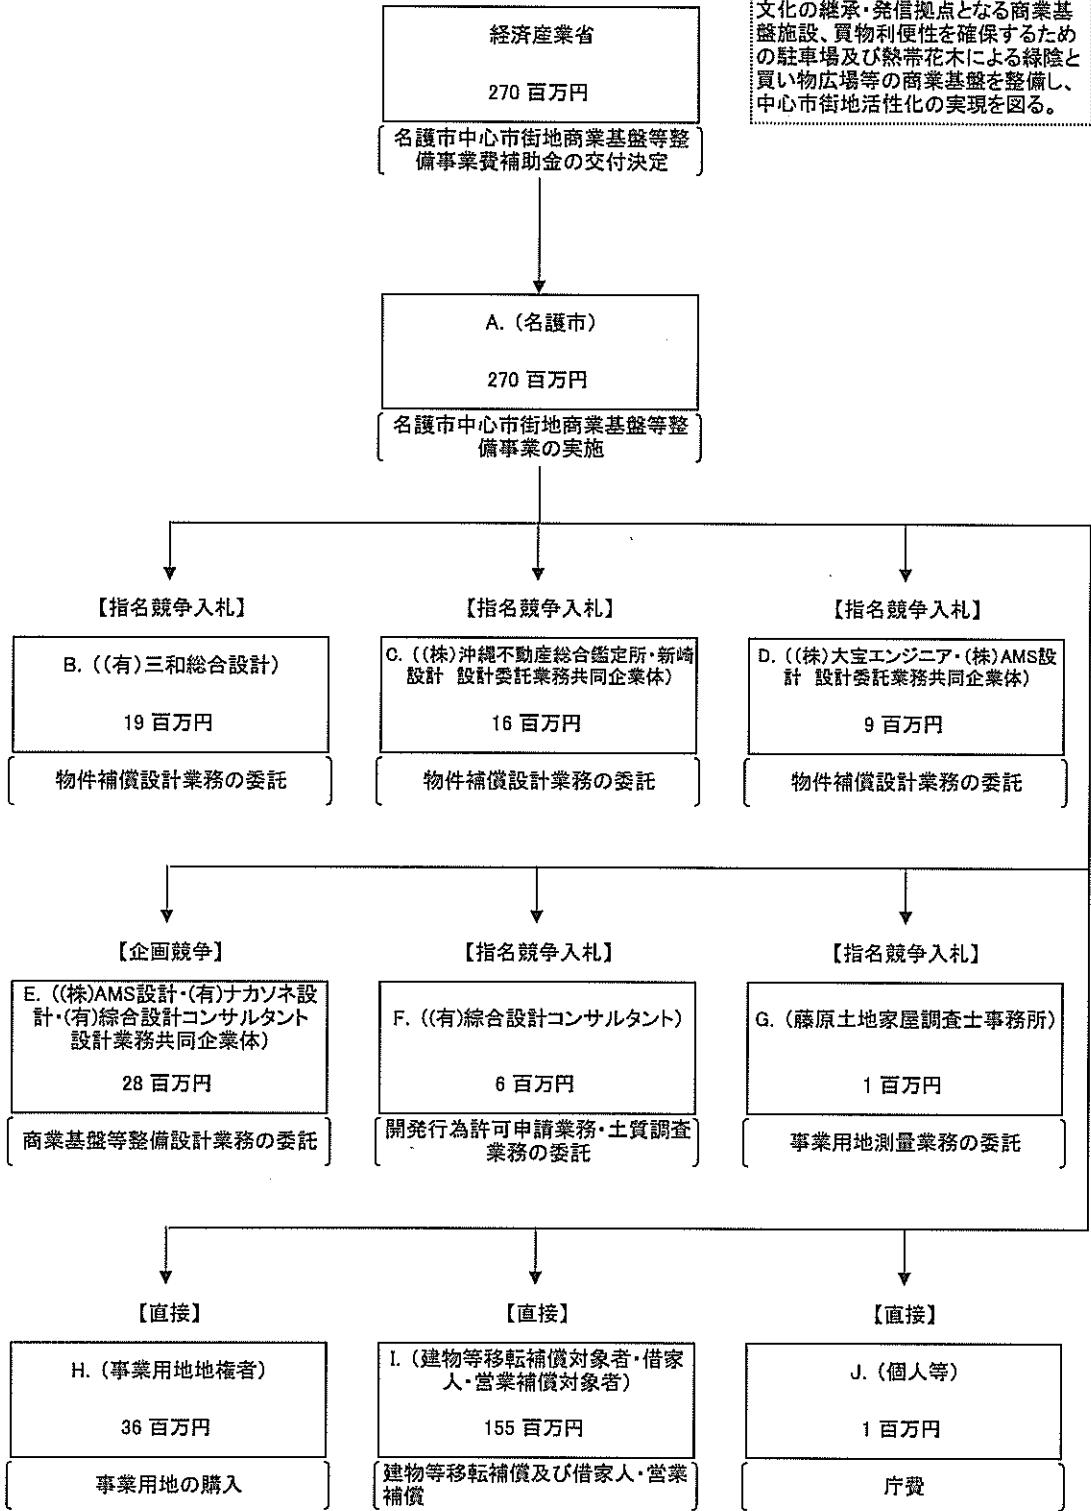 文化の継承・発信拠点となる商業基
盤施設、買物利便性を確保するため
の駐車場及び熱帯花木による緑陰と
買い物広場等の商業基盤を整備し、
中心市街地活性化の実現を図る。
経済産業省
270 百万円
名護市中心市街地商業基盤等整
備事業費補助金の交付決定
A. (名護市)
270 百万円
名護市中心市街地商業基盤等整
備事業の実施
【指名競争入札】
B. ((有)三和総合設計)
19 百万円
物件補償設計業務の委託
【指名競争入札】
C. ((株)沖縄不動産総合鑑定所・新崎
設計 設計委託業務共同企業体)
16 百万円
物件補償設計業務の委託
【指名競争入札】
D. ((株)大宝エンジニア・(株)AMS設
計 設計委託業務共同企業体)
9 百万円
物件補償設計業務の委託
【企画競争】
E. ((株)AMS設計・(有)ナカソネ設
計・(有)綜合設計コンサルタント
設計業務共同企業体)
28 百万円
商業基盤等整備設計業務の委託
【指名競争入札】
F. ((有)綜合設計コンサルタント)
6 百万円
開発行為許可申請業務・土質調査
業務の委託
【指名競争入札】
G. (藤原土地家屋調査士事務所)
1 百万円
事業用地測量業務の委託
【直接】
H. (事業用地地権者)
36 百万円
事業用地の購入
【直接】
I. (建物等移転補償対象者・借家
人・営業補償対象者)
155 百万円
建物等移転補償及び借家人・営業
補償
【直接】
J. (個人等)
1 百万円
庁費